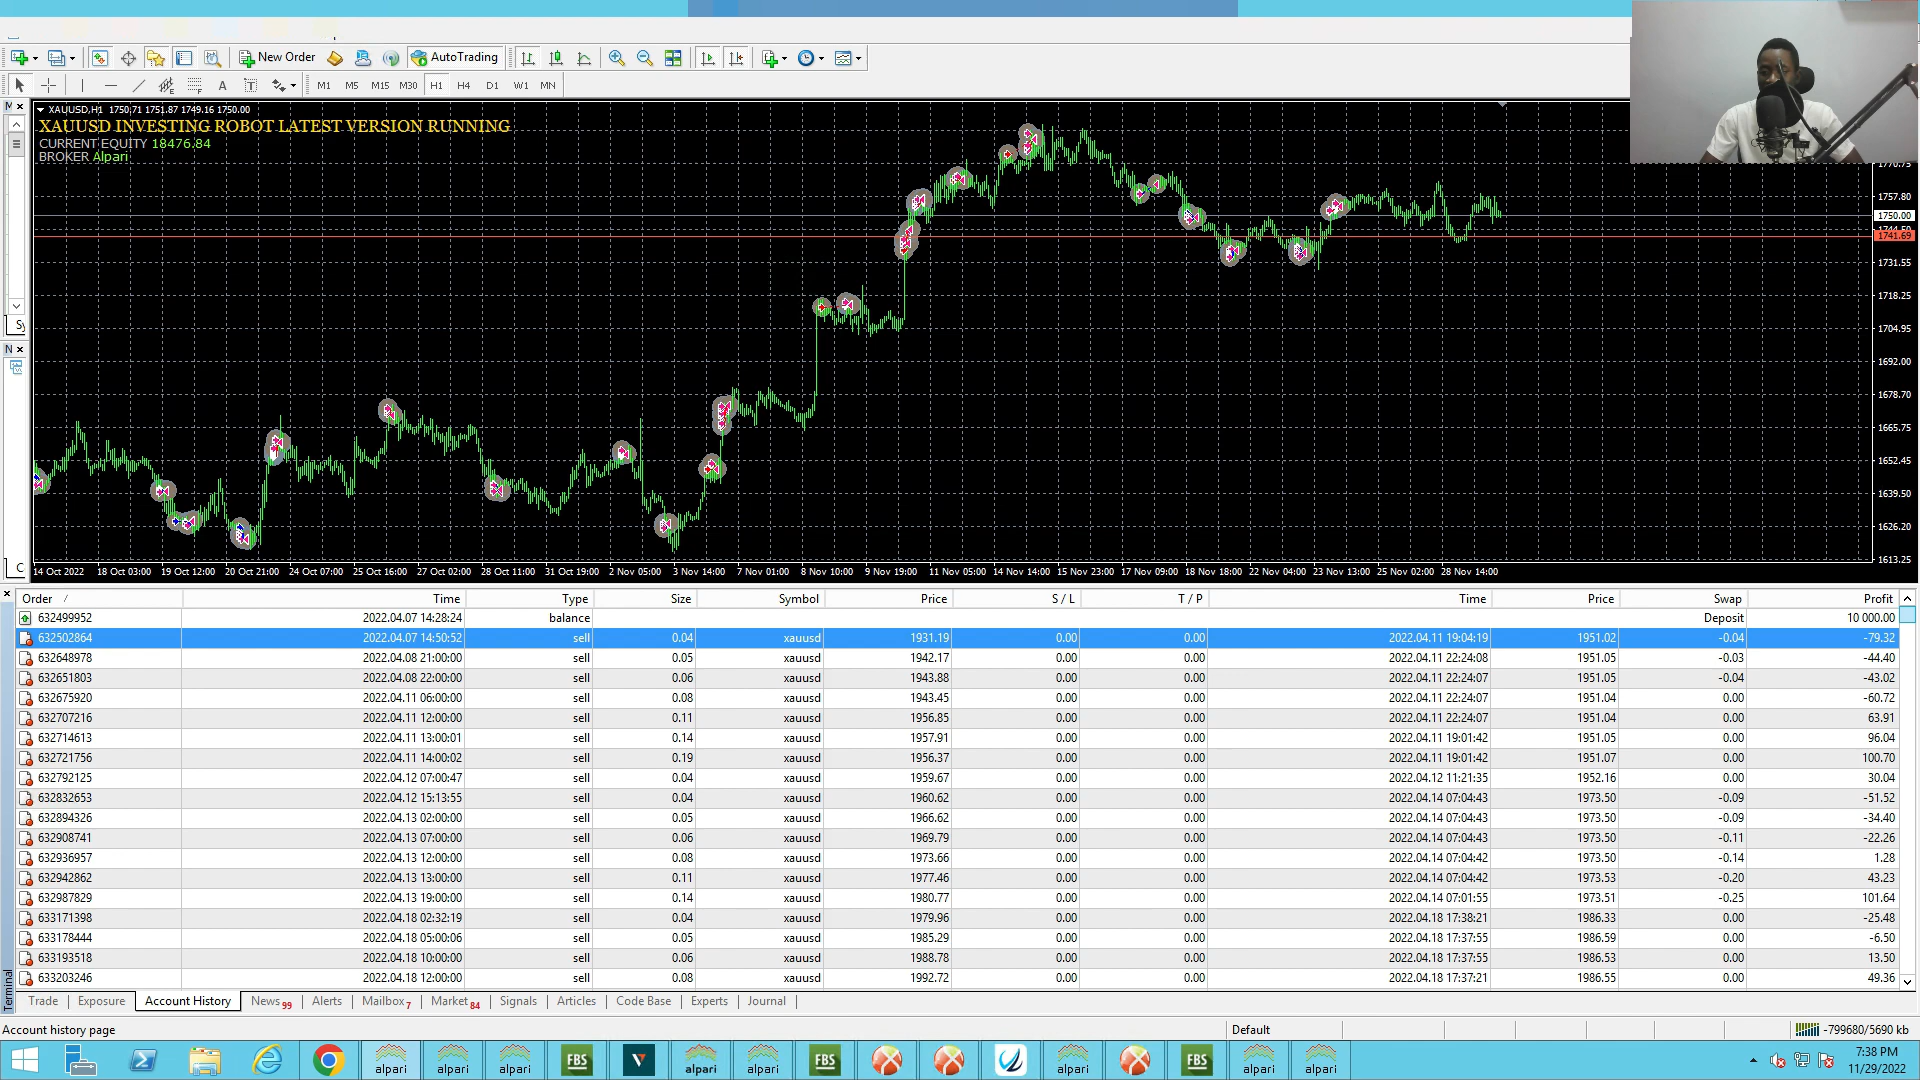 New Order AutoTrading
A T M1 M5 M15 M30 H1 H4 D1 W1 MN
M
XAUUSD,H1 1750.71 1751.87 1749.16 1750.00
XAUUSD INVESTING ROBOT LATEST VERSION RUNNING
CURRENT EQUITY 18476.84
BROKER Alpari
1770.75
1757.80
1750.00
1744.50
1741.69
1731.55
1718.25
1704.95
1692.00
1678.70
1665.75
1652.45
1639.50
1626.20
1613.25
Sy
N
C
14 Oct 2022 18 Oct 03:00 19 Oct 12:00 20 Oct 21:00 24 Oct 07:00 25 Oct 16:00 27 Oct 02:00 28 Oct 11:00 31 Oct 19:00 2 Nov 05:00 3 Nov 14:00 7 Nov 01:00 8 Nov 10:00 9 Nov 19:00 11 Nov 05:00 14 Nov 14:00 15 Nov 23:00 17 Nov 09:00 18 Nov 18:00 22 Nov 04:00 23 Nov 13:00 25 Nov 02:00 28 Nov 14:00
Order / Time Type Size Symbol Price S / L T / P Time Price Swap Profit
632499952 2022.04.07 14:28:24 balance Deposit 10 000.00
632502864 2022.04.07 14:50:52 sell 0.04 xauusd 1931.19 0.00 0.00 2022.04.11 19:04:19 1951.02 -0.04 -79.32
632648978 2022.04.08 21:00:00 sell 0.05 xauusd 1942.17 0.00 0.00 2022.04.11 22:24:08 1951.05 -0.03 -44.40
632651803 2022.04.08 22:00:00 sell 0.06 xauusd 1943.88 0.00 0.00 2022.04.11 22:24:07 1951.05 -0.04 -43.02
632675920 2022.04.11 06:00:00 sell 0.08 xauusd 1943.45 0.00 0.00 2022.04.11 22:24:07 1951.04 0.00 -60.72
632707216 2022.04.11 12:00:00 sell 0.11 xauusd 1956.85 0.00 0.00 2022.04.11 22:24:07 1951.04 0.00 63.91
632714613 2022.04.11 13:00:01 sell 0.14 xauusd 1957.91 0.00 0.00 2022.04.11 19:01:42 1951.05 0.00 96.04
632721756 2022.04.11 14:00:02 sell 0.19 xauusd 1956.37 0.00 0.00 2022.04.11 19:01:42 1951.07 0.00 100.70
632792125 2022.04.12 07:00:47 sell 0.04 xauusd 1959.67 0.00 0.00 2022.04.12 11:21:35 1952.16 0.00 30.04
632832653 2022.04.12 15:13:55 sell 0.04 xauusd 1960.62 0.00 0.00 2022.04.14 07:04:43 1973.50 -0.09 -51.52
632894326 2022.04.13 02:00:00 sell 0.05 xauusd 1966.62 0.00 0.00 2022.04.14 07:04:43 1973.50 -0.09 -34.40
632908741 2022.04.13 07:00:00 sell 0.06 xauusd 1969.79 0.00 0.00 2022.04.14 07:04:43 1973.50 -0.11 -22.26
632936957 2022.04.13 12:00:00 sell 0.08 xauusd 1973.66 0.00 0.00 2022.04.14 07:04:42 1973.50 -0.14 1.28
632942862 2022.04.13 13:00:00 sell 0.11 xauusd 1977.46 0.00 0.00 2022.04.14 07:04:42 1973.53 -0.20 43.23
632987829 2022.04.13 19:00:00 sell 0.14 xauusd 1980.77 0.00 0.00 2022.04.14 07:01:55 1973.51 -0.25 101.64
633171398 2022.04.18 02:32:19 sell 0.04 xauusd 1979.96 0.00 0.00 2022.04.18 17:38:21 1986.33 0.00 -25.48
633178444 2022.04.18 05:00:06 sell 0.05 xauusd 1985.29 0.00 0.00 2022.04.18 17:37:55 1986.59 0.00 -6.50
633193518 2022.04.18 10:00:00 sell 0.06 xauusd 1988.78 0.00 0.00 2022.04.18 17:37:55 1986.53 0.00 13.50
633203246 2022.04.18 12:00:00 sell 0.08 xauusd 1992.72 0.00 0.00 2022.04.18 17:37:21 1986.55 0.00 49.36
Terminal
Trade Exposure Account History News 99 Alerts Mailbox 7 Market 84 Signals Articles Code Base Experts Journal
Account history page Default -799680/5690 kb
alpari alpari alpari FBS V alpari alpari FBS alpari FBS alpari alpari
7:38 PM
11/29/2022